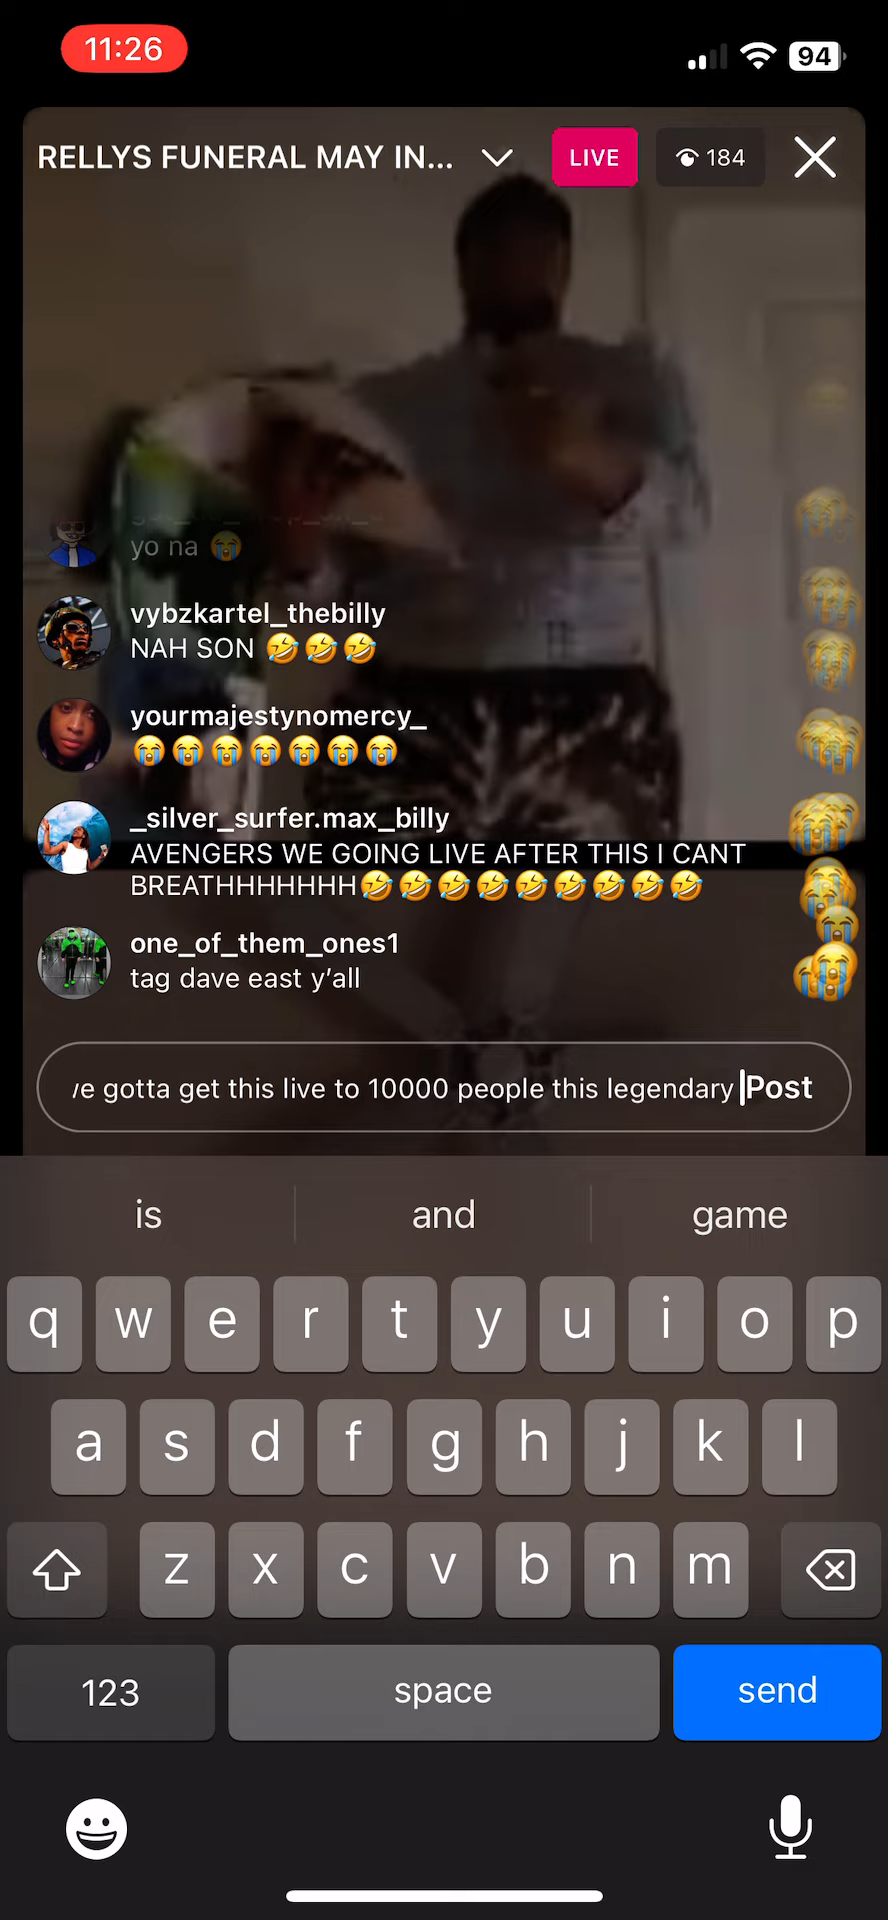 11:26
94
RELLYS FUNERAL MAY IN...
LIVE
184
yo na 😭
vybzkartel_thebilly
NAH SON 🤣🤣🤣
yourmajestynomercy_
😭😭😭😭😭😭😭
_silver_surfer.max_billy
AVENGERS WE GOING LIVE AFTER THIS I CANT
BREATHHHHHHH🤣🤣🤣🤣🤣🤣🤣🤣🤣
one_of_them_ones1
tag dave east y’all
gotta get this live to 10000 people this legendary Post
is and game
q w e r t y u i o p
a s d f g h j k l
z x c v b n m
123 space send